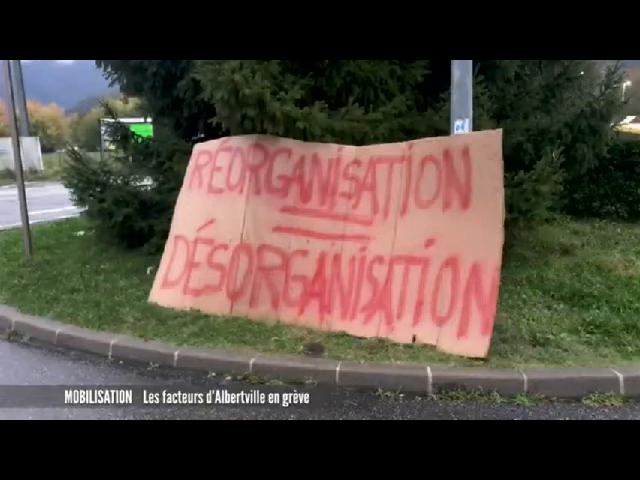 RÉORGANISATION
=
DÉSORGANISATION
MOBILISATION Les facteurs d'Albertville en grève